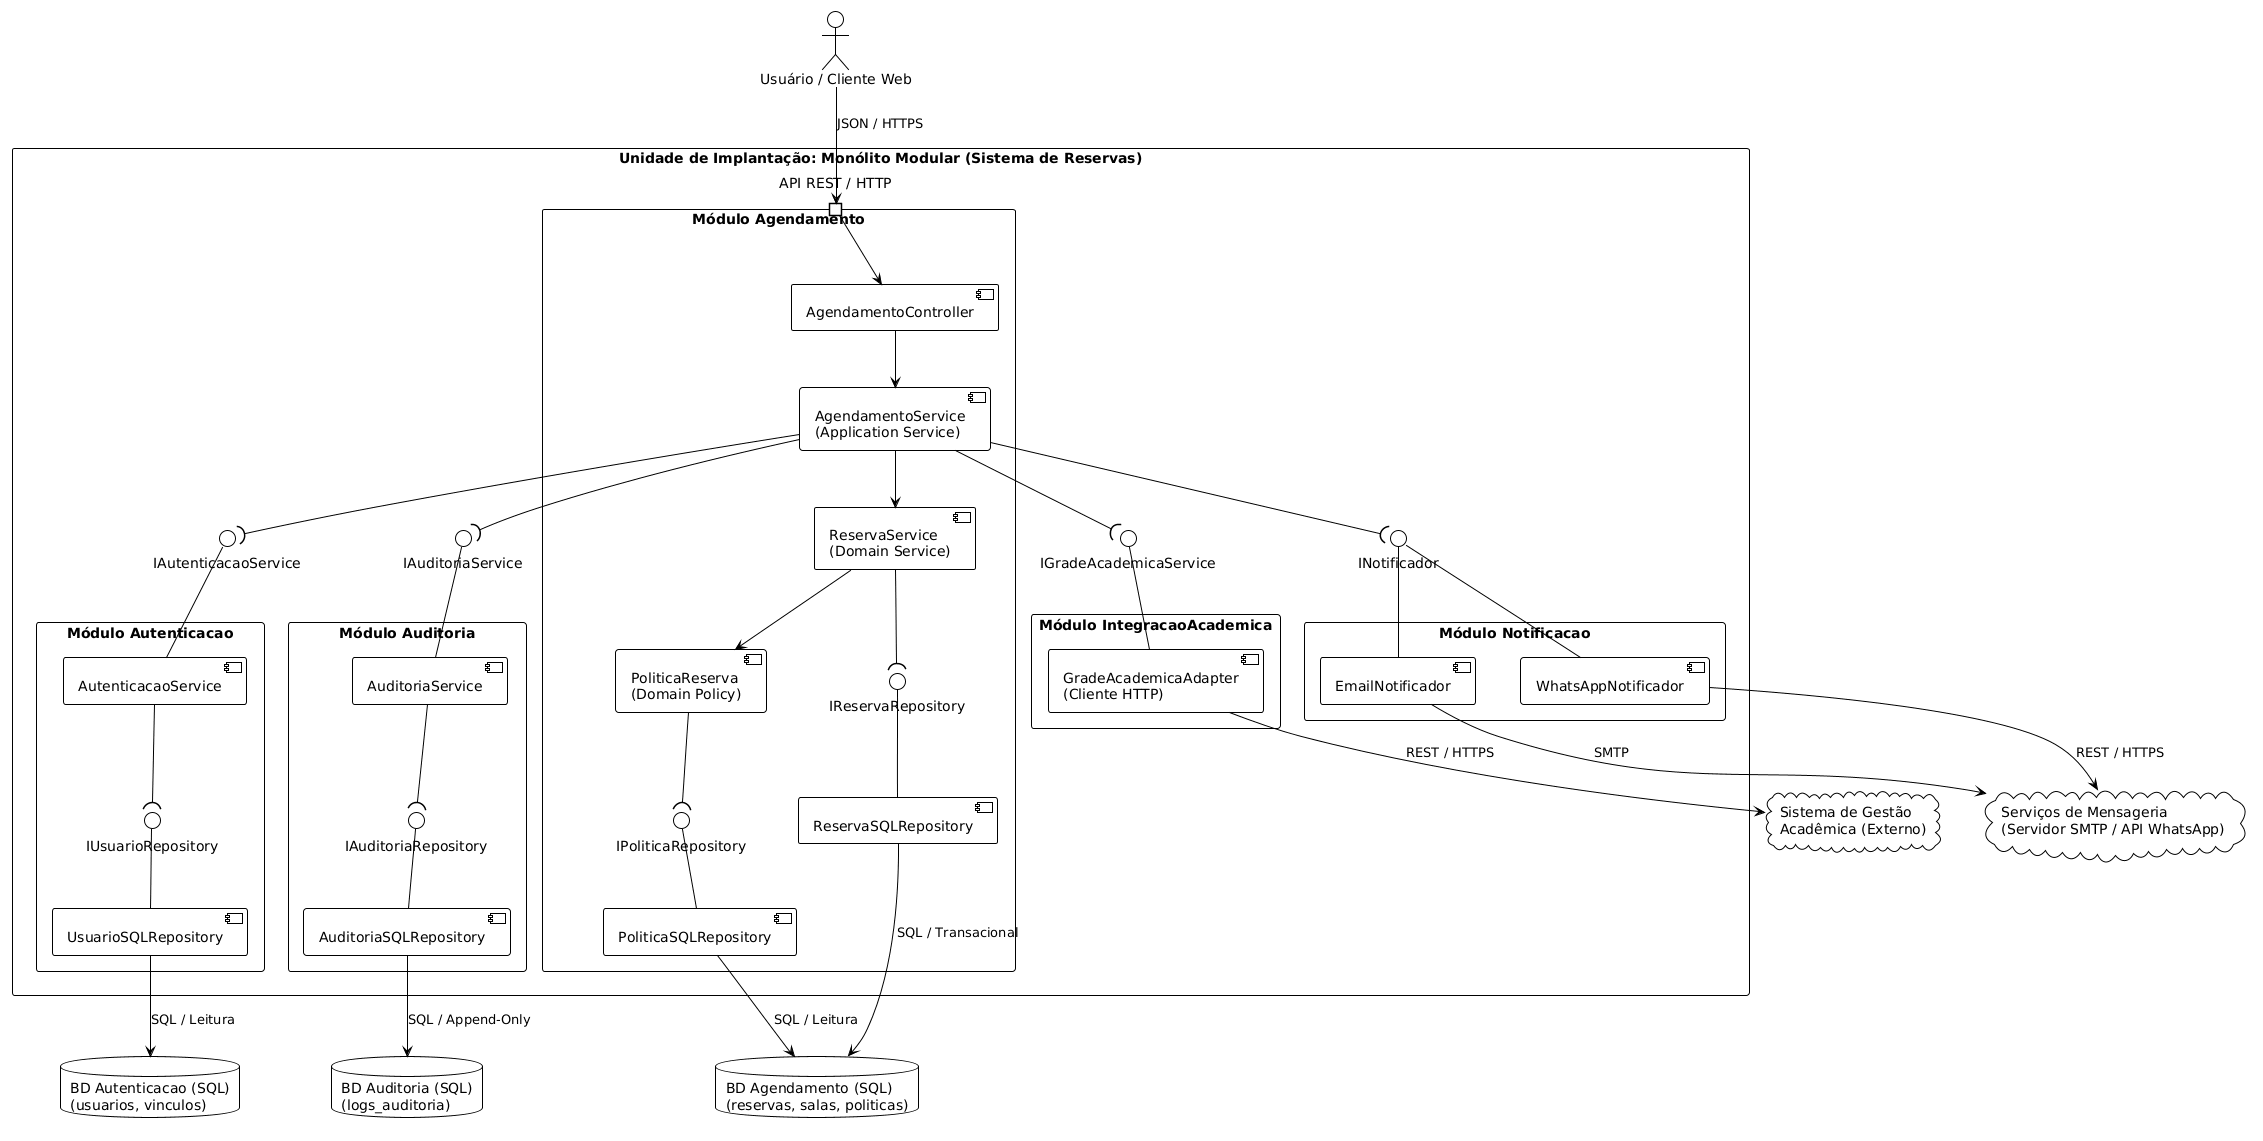 Usuário / Cliente Web
JSON / HTTPS
Unidade de Implantação: Monólito Modular (Sistema de Reservas)
API REST / HTTP
Módulo Agendamento
AgendamentoController
AgendamentoService
(Application Service)
ReservaService
(Domain Service)
IAutenticacaoService
IAuditoriaService
IGradeAcademicaService
INotificador
Módulo Autenticacao
Módulo Auditoria
Módulo IntegracaoAcademica
Módulo Notificacao
AutenticacaoService
AuditoriaService
PoliticaReserva
(Domain Policy)
GradeAcademicaAdapter
(Cliente HTTP)
EmailNotificador
WhatsAppNotificador
IReservaRepository
REST / HTTPS
SMTP
REST / HTTPS
IUsuarioRepository
IAuditoriaRepository
IPoliticaRepository
ReservaSQLRepository
Sistema de Gestão
Acadêmica (Externo)
Serviços de Mensageria
(Servidor SMTP / API WhatsApp)
UsuarioSQLRepository
AuditoriaSQLRepository
PoliticaSQLRepository
SQL / Transacional
SQL / Leitura
SQL / Append-Only
SQL / Leitura
BD Autenticacao (SQL)
(usuarios, vinculos)
BD Auditoria (SQL)
(logs_auditoria)
BD Agendamento (SQL)
(reservas, salas, politicas)